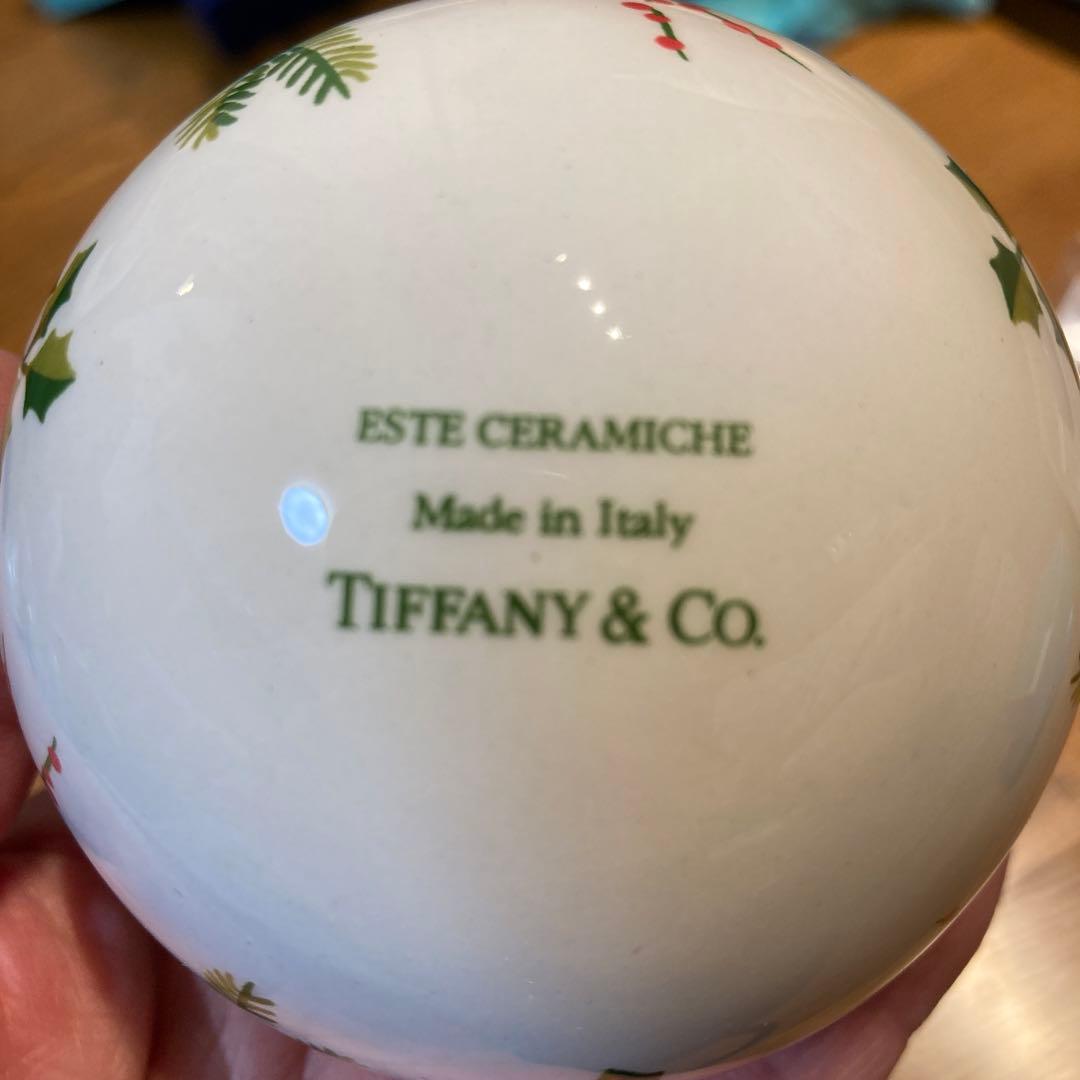 ESTE CERAMICHE
Made in Italy
TIFFANY & CO.